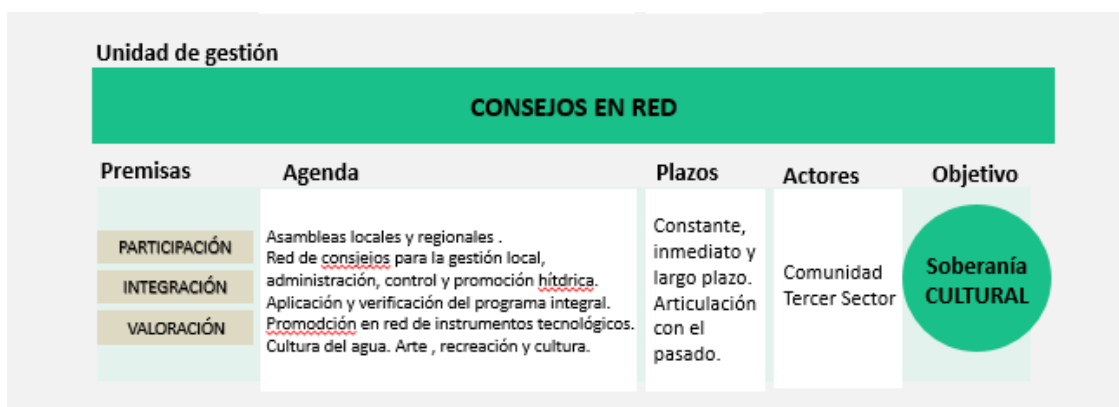 Unidad de gestión
CONSEJOS EN RED
Premisas
Agenda
Plazos
Actores
Objetivo
PARTICIPACIÓN
INTEGRACIÓN
VALORACIÓN
Asambleas locales y regionales .
Red de consjejos para la gestión local,
administración, control y promoción hítdrica.
Aplicación y verificación del programa integral.
Promodción en red de instrumentos tecnológicos.
Cultura del agua. Arte , recreación y cultura.
Constante,
inmediato y
largo plazo.
Articulación
con el
pasado.
Comunidad
Tercer Sector
Soberanía
CULTURAL